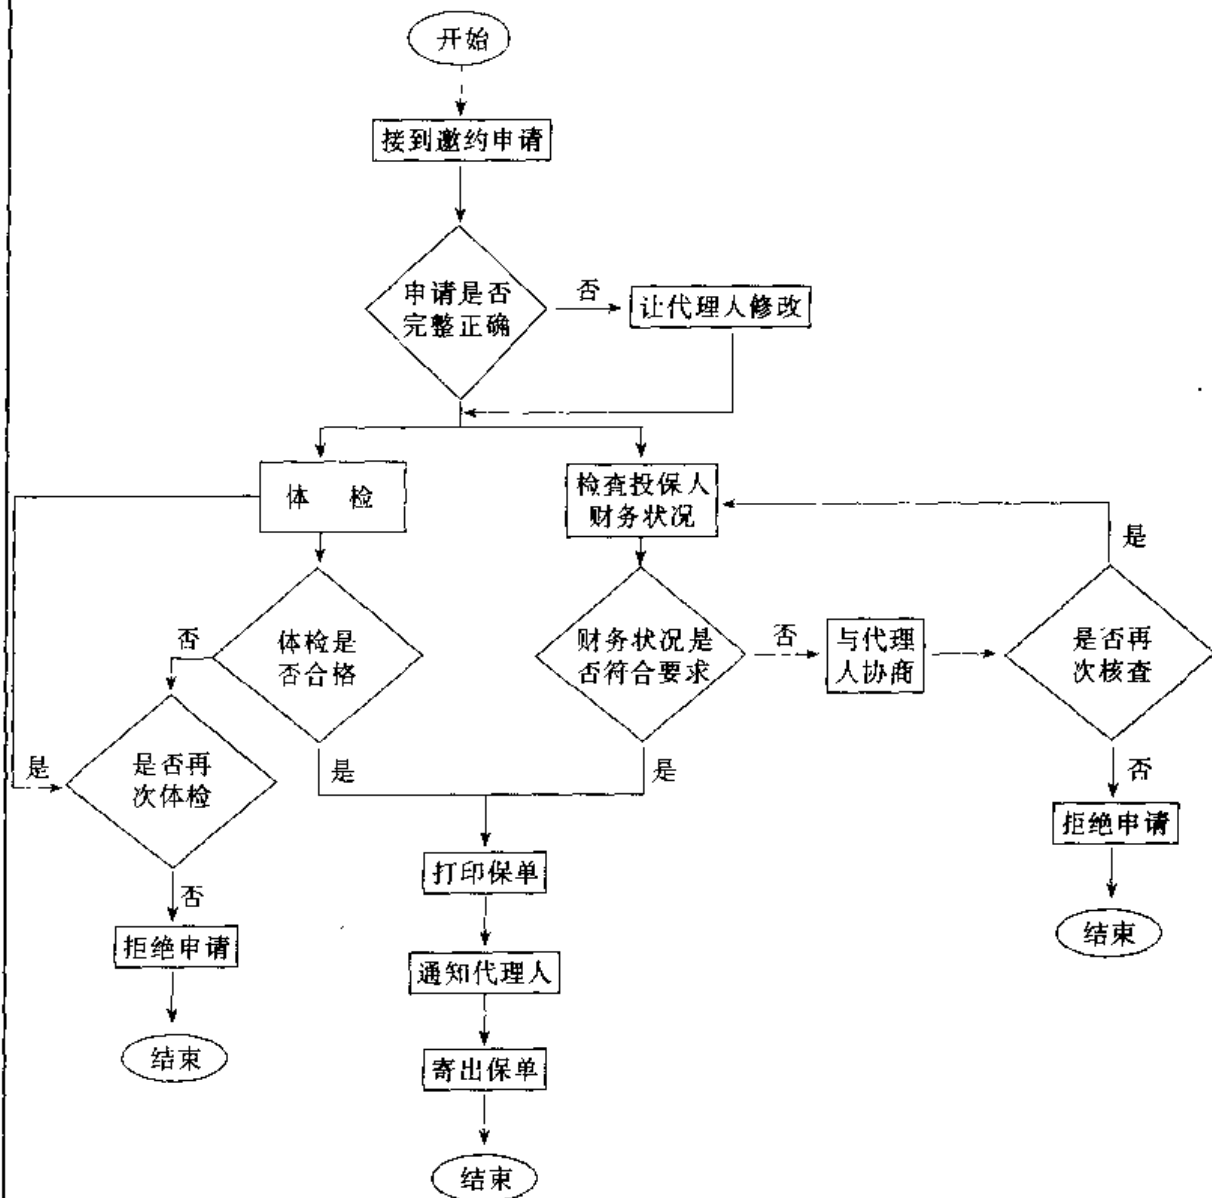 开始
接到邀约申请
申请是否
完整正确
否
让代理人修改
体 检
检查投保人
财务状况
是
否
体检是
否合格
财务状况是
否符合要求
否
与代理
人协商
是否再
次核查
是
是否再
次体检
是
是
否
否
拒绝申请
打印保单
拒绝申请
结束
通知代理人
结束
寄出保单
结束